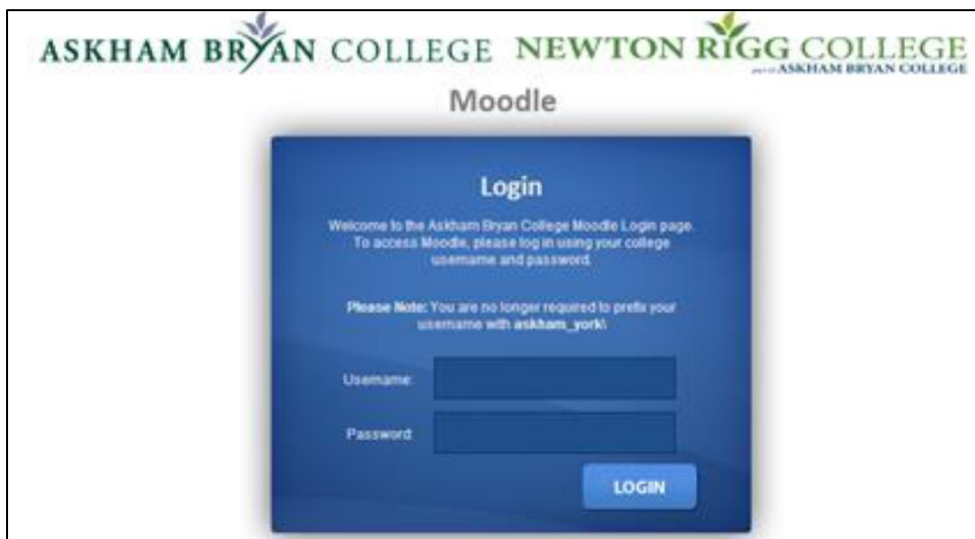 ASKHAM BRYAN COLLEGE NEWTON RIGG COLLEGE
part of ASKHAM BRYAN COLLEGE
Moodle
Login
Welcome to the Askham Bryan College Moodle Login page.
To access Moodle, please log in using your college
username and password.
Please Note: You are no longer required to prefix your
username with askham_york\
Username:
Password:
LOGIN